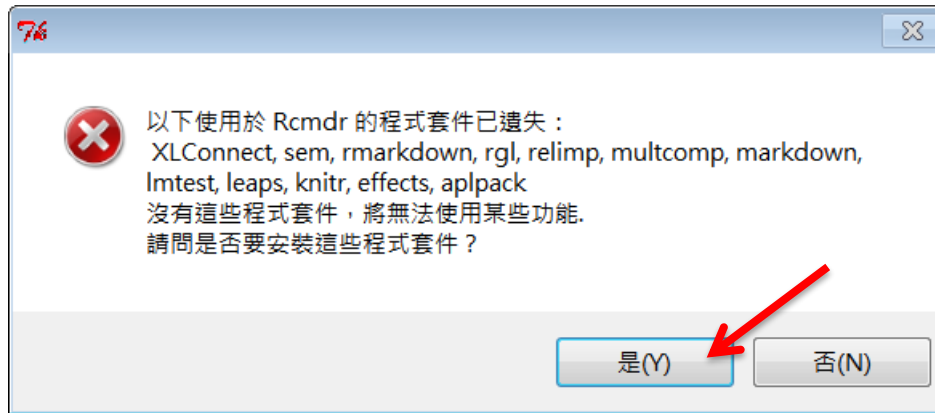 以下使用於 Rcmdr 的程式套件已遺失：
XLConnect, sem, rmarkdown, rgl, relimp, multcomp, markdown,
lmtest, leaps, knitr, effects, aplpack
沒有這些程式套件，將無法使用某些功能.
請問是否要安裝這些程式套件？
是(Y)
否(N)